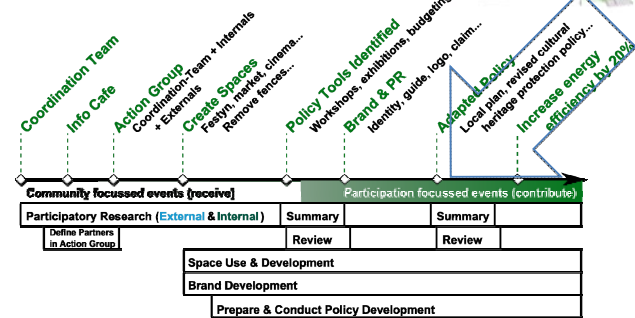 Coordination Team
Info Cafe
Action Group
Coordination-Team + Internals
+ Externals
Create Spaces
Festyn, market, cinema...
Remove fences...
Policy Tools Identified
Workshops, exhibitions, budgeting
Brand & PR
Identity, guide, logo, claim...
Adapted Policy
Local plan, revised cultural
heritage protection policy...
Increase energy
efficiency by 20%
Community focussed events (receive)
Participation focussed events (contribute)
Participatory Research (External & Internal)
Summary
Summary
Define Partners
in Action Group
Review
Review
Space Use & Development
Brand Development
Prepare & Conduct Policy Development